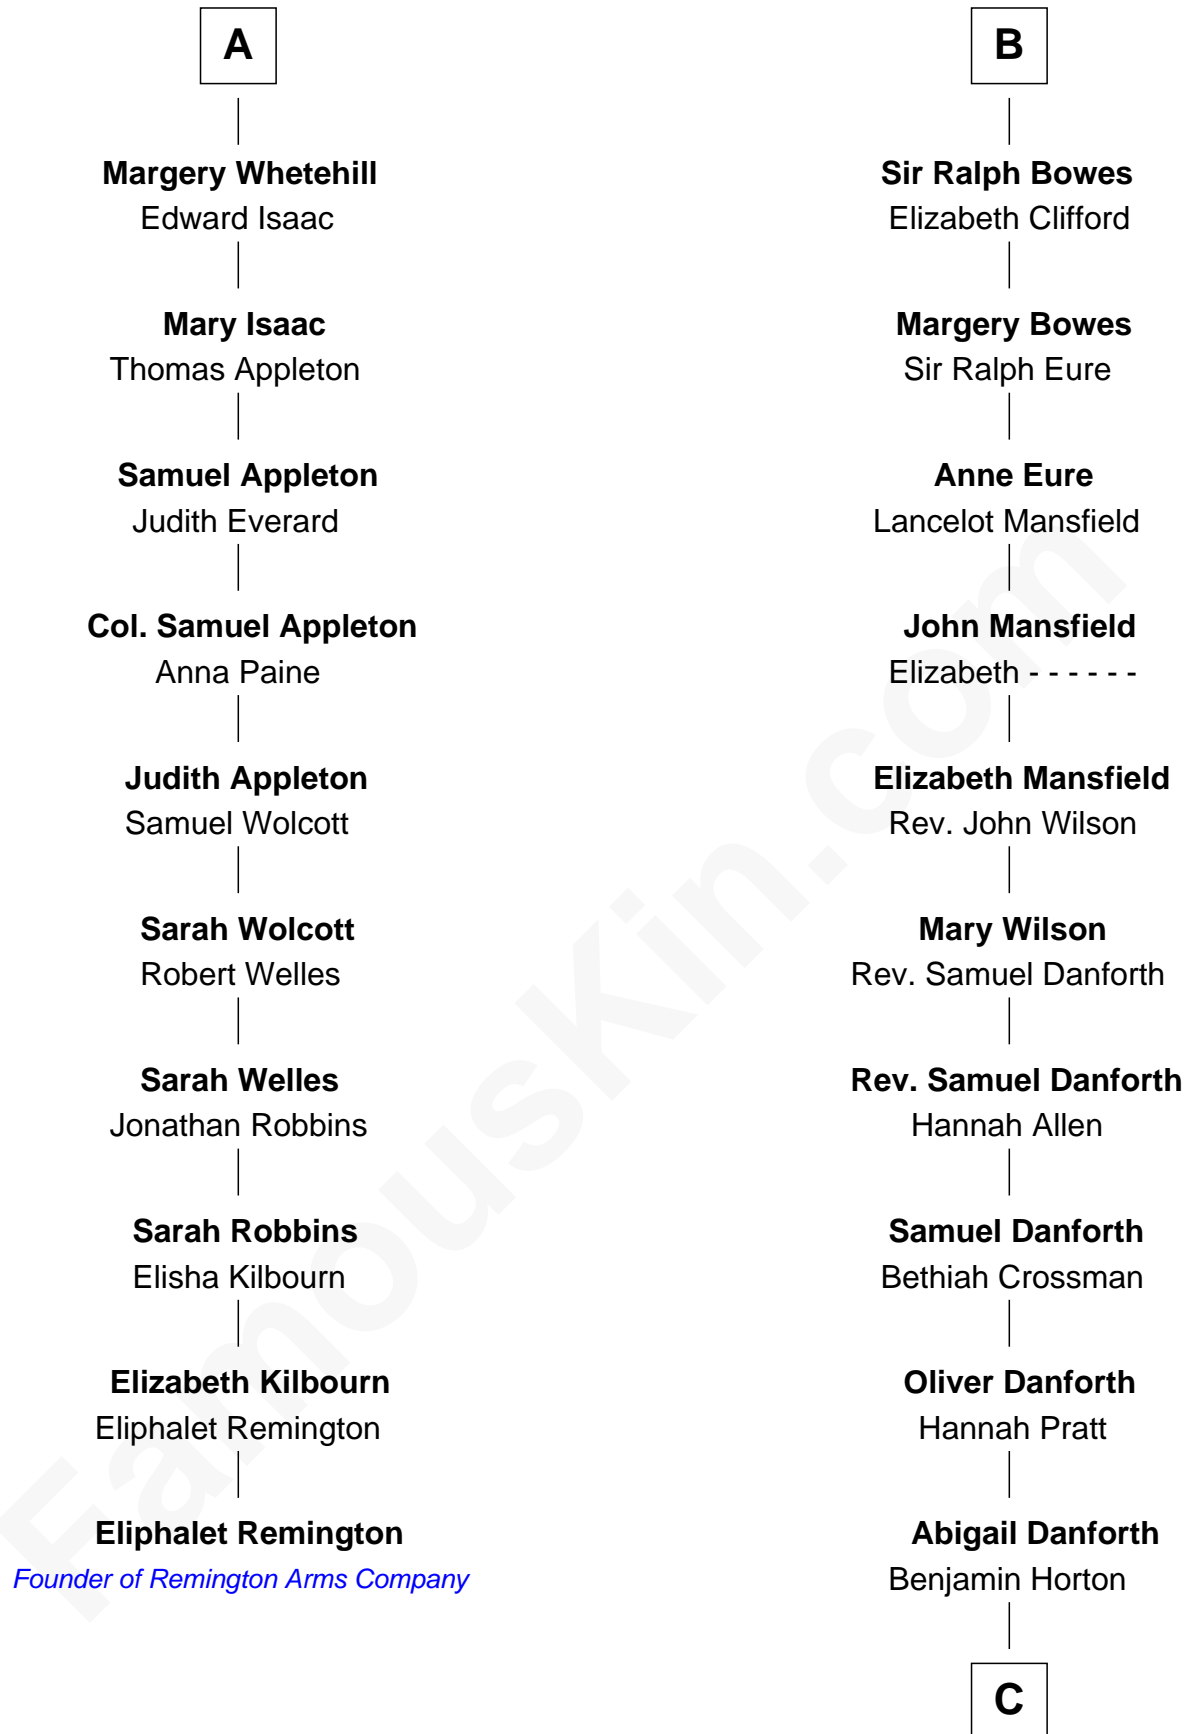 A
Margery Whetehill
Edward Isaac
Mary Isaac
Thomas Appleton
Samuel Appleton
Judith Everard
Col. Samuel Appleton
Anna Paine
Judith Appleton
Samuel Wolcott
Sarah Wolcott
Robert Welles
Sarah Welles
Jonathan Robbins
Sarah Robbins
Elisha Kilbourn
Elizabeth Kilbourn
Eliphalet Remington
Eliphalet Remington
Founder of Remington Arms Company
B
Sir Ralph Bowes
Elizabeth Clifford
Margery Bowes
Sir Ralph Eure
Anne Eure
Lancelot Mansfield
John Mansfield
Elizabeth - - - - - -
Elizabeth Mansfield
Rev. John Wilson
Mary Wilson
Rev. Samuel Danforth
Rev. Samuel Danforth
Hannah Allen
Samuel Danforth
Bethiah Crossman
Oliver Danforth
Hannah Pratt
Abigail Danforth
Benjamin Horton
C
FamousKin.com